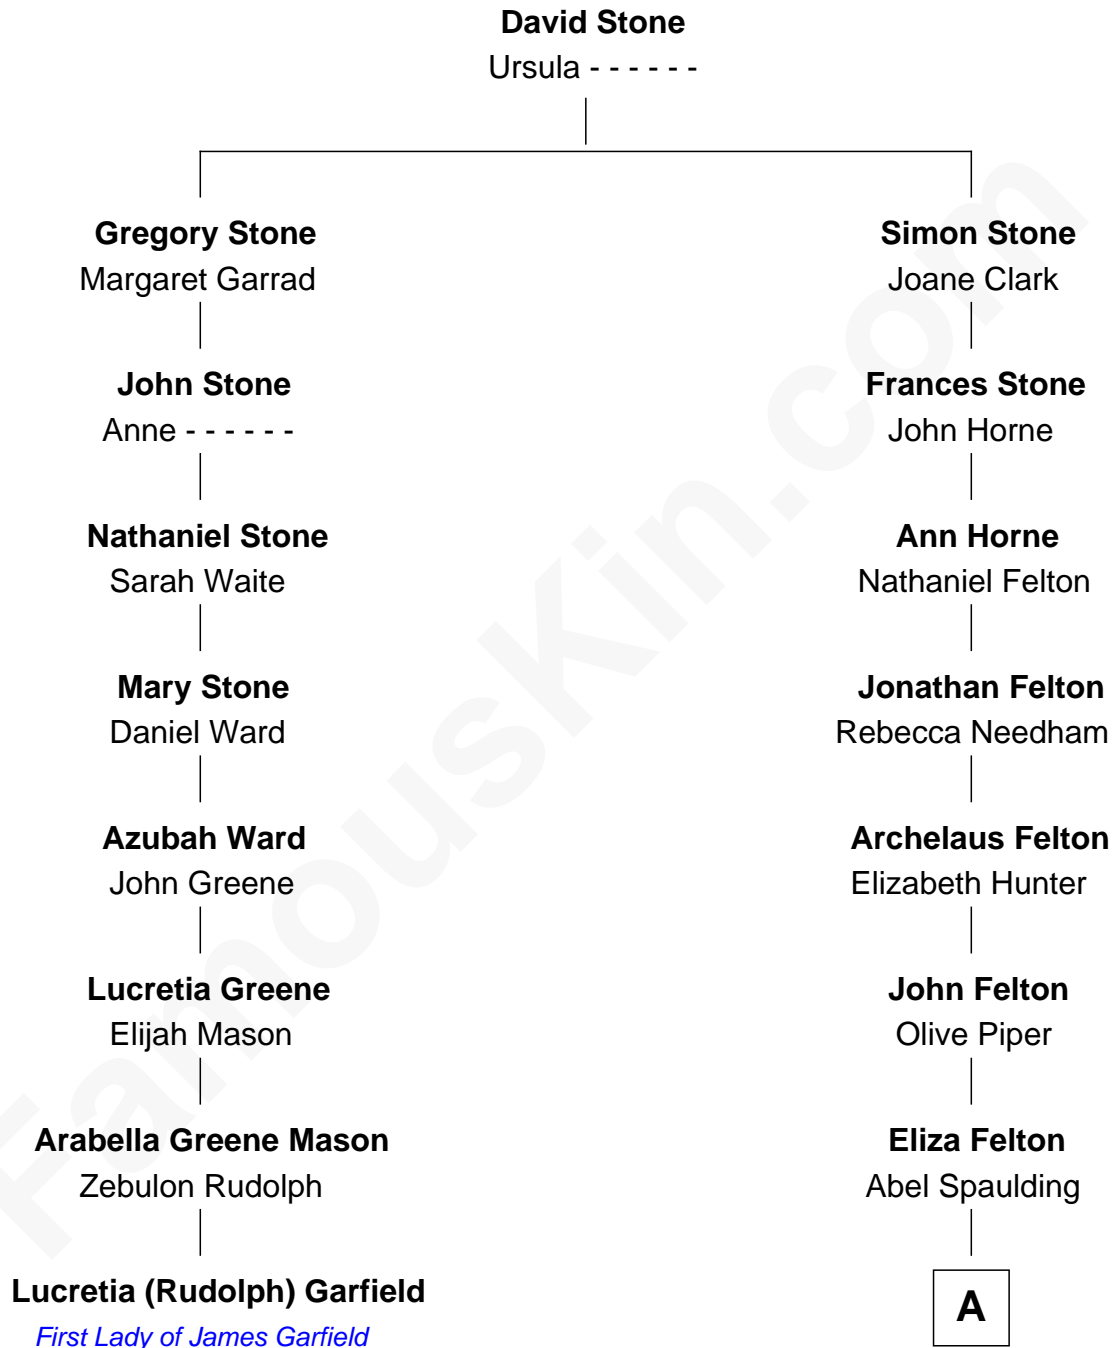 David Stone
Ursula - - - - - -
Gregory Stone
Margaret Garrad
Simon Stone
Joane Clark
John Stone
Anne - - - - - -
Frances Stone
John Horne
Nathaniel Stone
Sarah Waite
Ann Horne
Nathaniel Felton
Mary Stone
Daniel Ward
Jonathan Felton
Rebecca Needham
Azubah Ward
John Greene
Archelaus Felton
Elizabeth Hunter
Lucretia Greene
Elijah Mason
John Felton
Olive Piper
Arabella Greene Mason
Zebulon Rudolph
Eliza Felton
Abel Spaulding
Lucretia (Rudolph) Garfield
First Lady of James Garfield
A
FamousKin.com